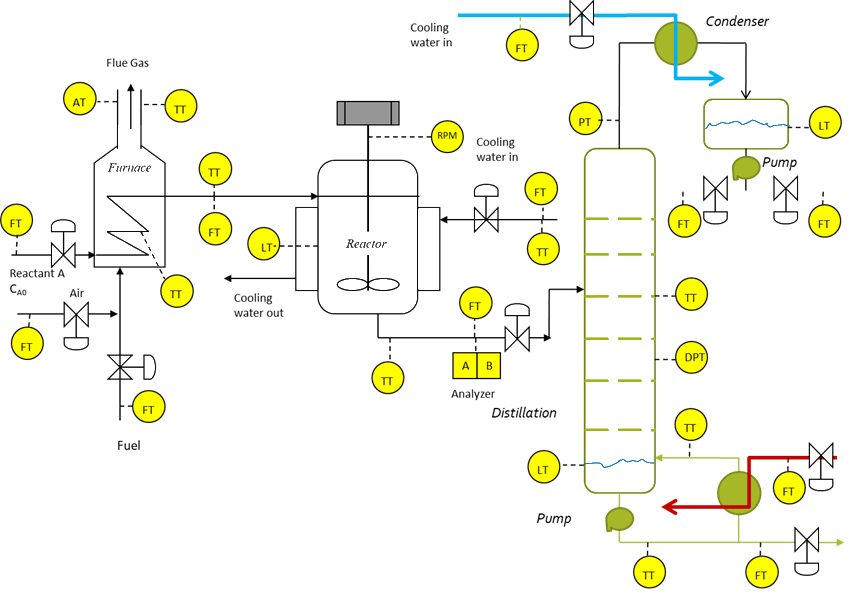 Cooling
water in
Condenser
FT
Flue Gas
AT
TT
PT
LT
RPM
Cooling
water in
Pump
Furnace
TT
FT
FT
FT
FT
FT
LT-
Reactor
TT
Reactant A
CA0
TT
Air
Cooling
water out
FT
TT
FT
DPT
A B
TT
Analyzer
FT
Distillation
TT
Fuel
LT
FT
Pump
TT
FT